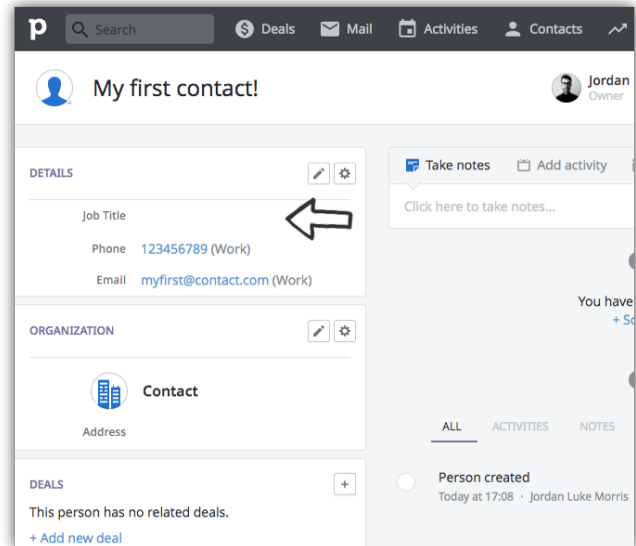 p Search Deals Mail Activities Contacts
My first contact!
Jordan
Owner
DETAILS
Job Title
Phone 123456789 (Work)
Email myfirst@contact.com (Work)
ORGANIZATION
Contact
Address
DEALS
This person has no related deals.
+ Add new deal
Take notes Add activity
Click here to take notes...
You have
+ Sc
ALL ACTIVITIES NOTES
Person created
Today at 17:08 · Jordan Luke Morris